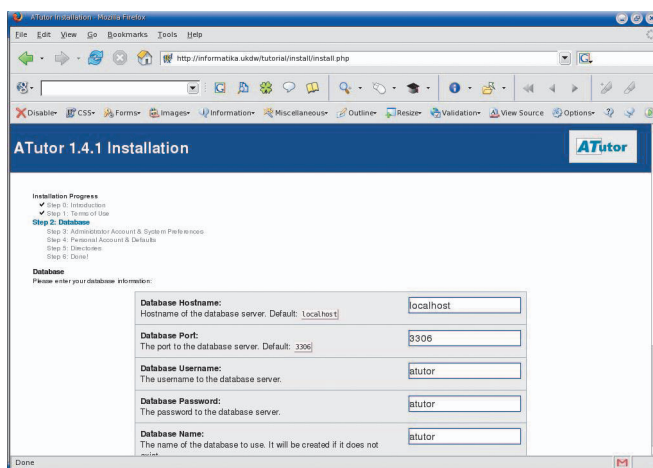 ATutor Installation - Mozilla Firefox
File Edit View Go Bookmarks Tools Help
http://informatika.ukdw/tutorial/install/install.php
Disable CSS Forms Images Information Miscellaneous Outline Resize Validation View Source Options
ATutor 1.4.1 Installation
ATutor
Installation Progress
Step 0: Introduction
Step 1: Terms of Use
Step 2: Database
Step 3: Administrator Account & System Preferences
Step 4: Personal Account & Defaults
Step 5: Directories
Step 6: Done!
Database
Please enter your database information:
Database Hostname:
Hostname of the database server. Default: localhost
localhost
Database Port:
The port to the database server. Default: 3306
3306
Database Username:
The username to the database server.
atutor
Database Password:
The password to the database server.
atutor
Database Name:
The name of the database to use. It will be created if it does not
atutor
Done